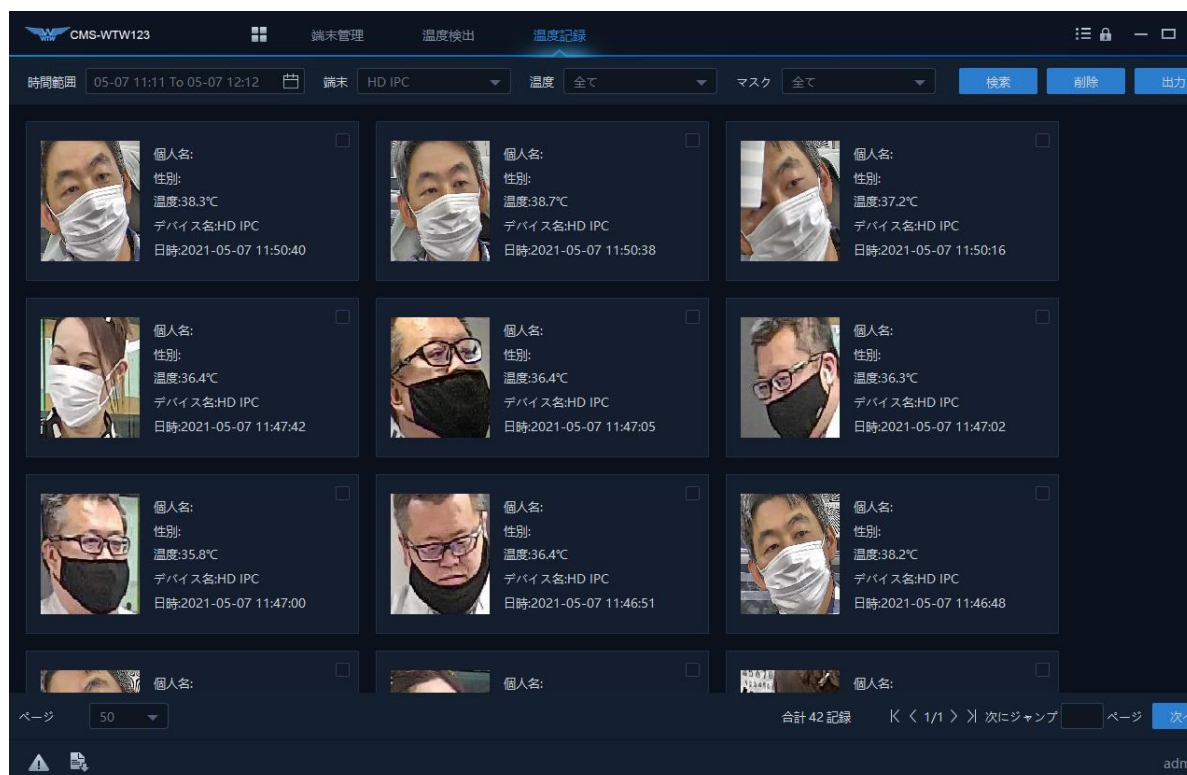 WTW CMS-WTW123 端末管理 温度検出 温度記録
時間範囲 05-07 11:11 To 05-07 12:12 端末 HD IPC 温度 全て マスク 全て 検索 削除 出力
個人名:
性別:
温度:38.3℃
デバイス名:HD IPC
日時:2021-05-07 11:50:40
個人名:
性別:
温度:38.7℃
デバイス名:HD IPC
日時:2021-05-07 11:50:38
個人名:
性別:
温度:37.2℃
デバイス名:HD IPC
日時:2021-05-07 11:50:16
個人名:
性別:
温度:36.4℃
デバイス名:HD IPC
日時:2021-05-07 11:47:42
個人名:
性別:
温度:36.4℃
デバイス名:HD IPC
日時:2021-05-07 11:47:05
個人名:
性別:
温度:36.3℃
デバイス名:HD IPC
日時:2021-05-07 11:47:02
個人名:
性別:
温度:35.8℃
デバイス名:HD IPC
日時:2021-05-07 11:47:00
個人名:
性別:
温度:36.4℃
デバイス名:HD IPC
日時:2021-05-07 11:46:51
個人名:
性別:
温度:38.2℃
デバイス名:HD IPC
日時:2021-05-07 11:46:48
個人名:
個人名:
個人名:
ページ 50 合計 42 記録 1/1 次にジャンプ ページ